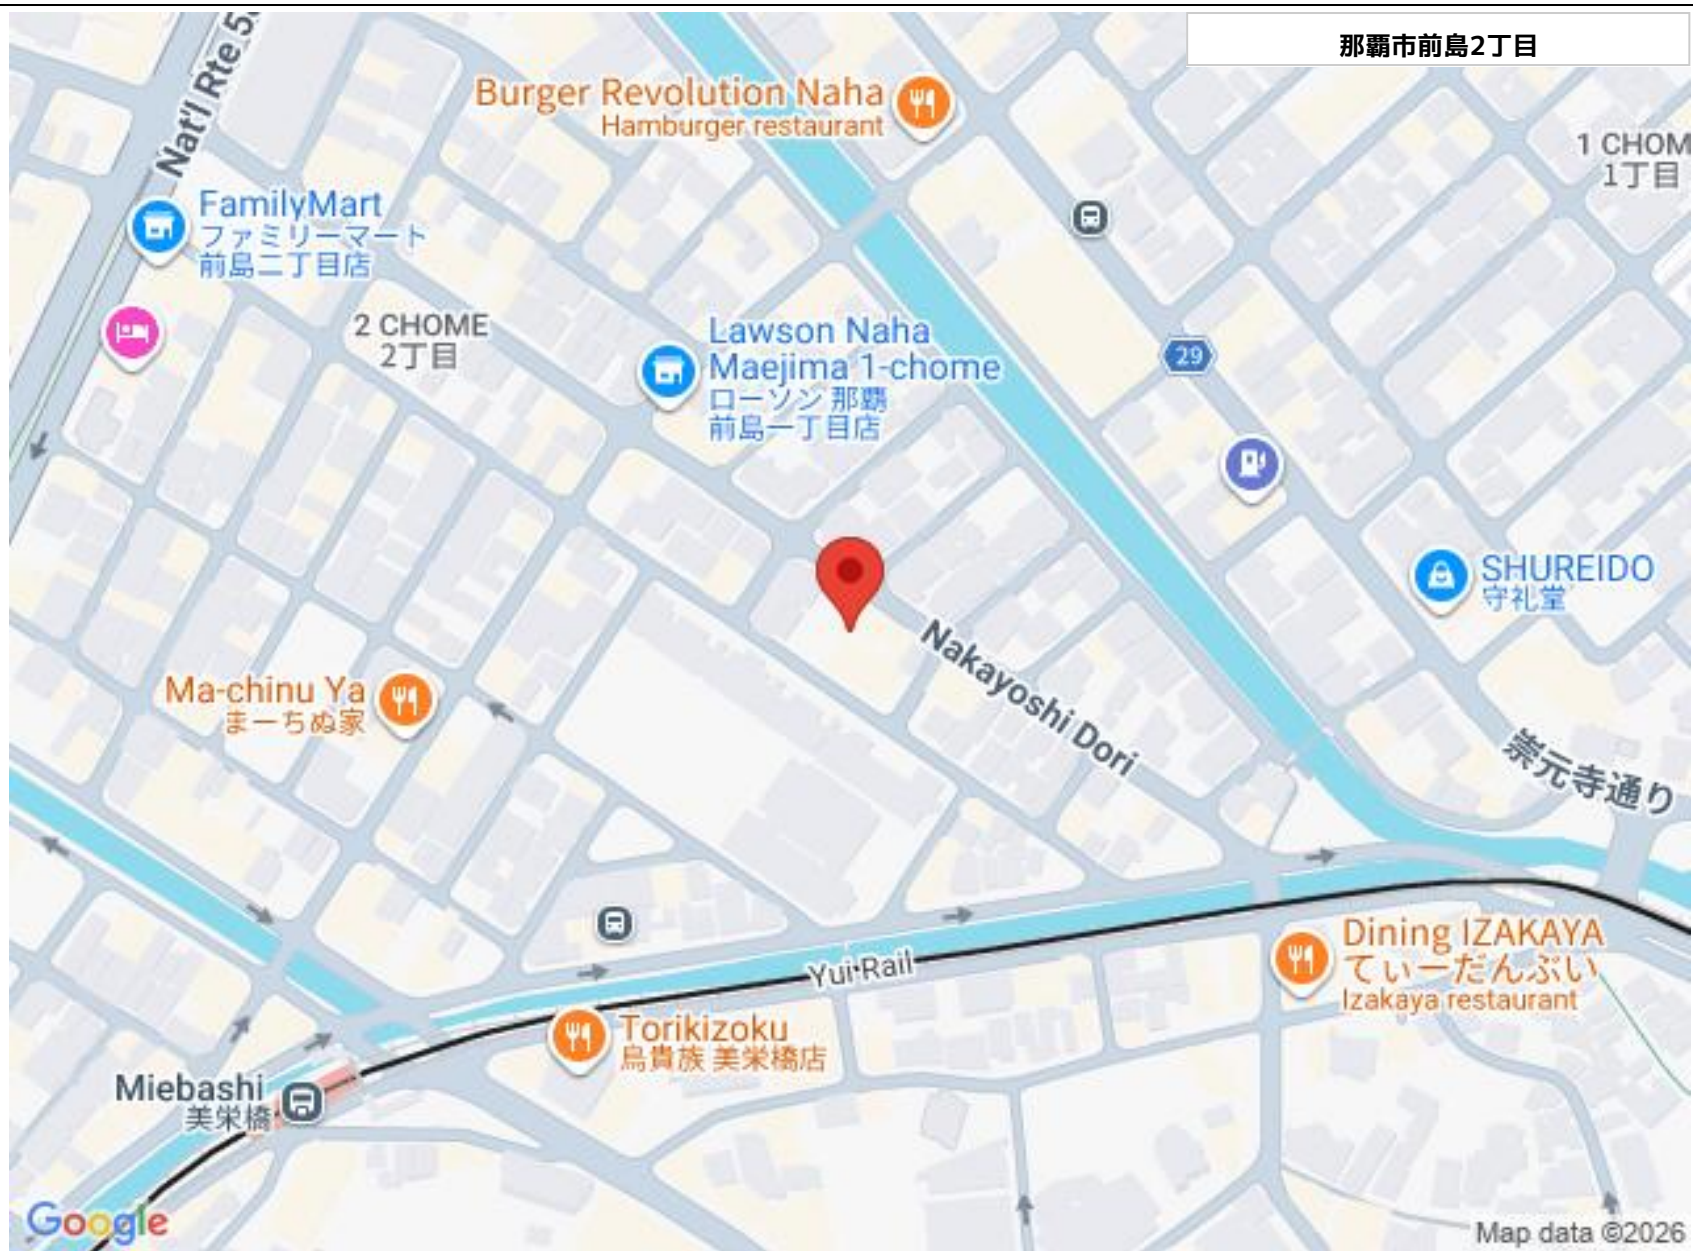 那覇市前島2丁目
Nat'l Rte 58
Burger Revolution Naha
Hamburger restaurant
1 CHOM
1丁目
FamilyMart
ファミリーマート
前島二丁目店
2 CHOME
2丁目
Lawson Naha
Maejima 1-chome
ローソン 那覇
前島一丁目店
29
SHUREIDO
守礼堂
Nakayoshi Dori
Ma-chinu Ya
まーちぬ家
崇元寺通り
Dining IZAKAYA
てぃーだんぶい
Izakaya restaurant
Yui Rail
Torikizoku
鳥貴族 美栄橋店
Miebashi
美栄橋
Google
Map data ©2026